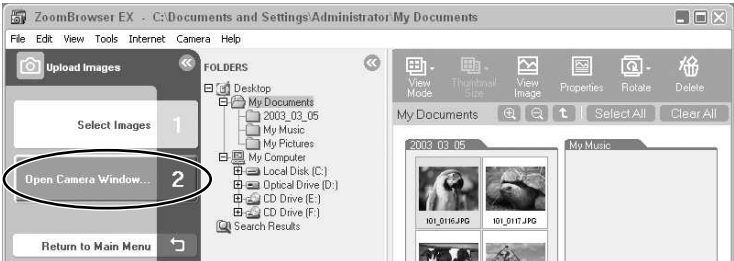 ZoomBrowser EX - C:\Documents and Settings\Administrator\My Documents
File Edit View Tools Internet Camera Help
Upload Images
Select Images 1
Open Camera Window... 2
Return to Main Menu
FOLDERS
Desktop
My Documents
2003_03_05
My Music
My Pictures
My Computer
Local Disk (C:)
Optical Drive (D:)
CD Drive (E:)
CD Drive (F:)
Search Results
View Mode
Thumbnail Size
View Image
Properties
Rotate
Delete
My Documents
Select All
Clear All
2003_03_05
My Music
101_0116.JPG
101_0117.JPG